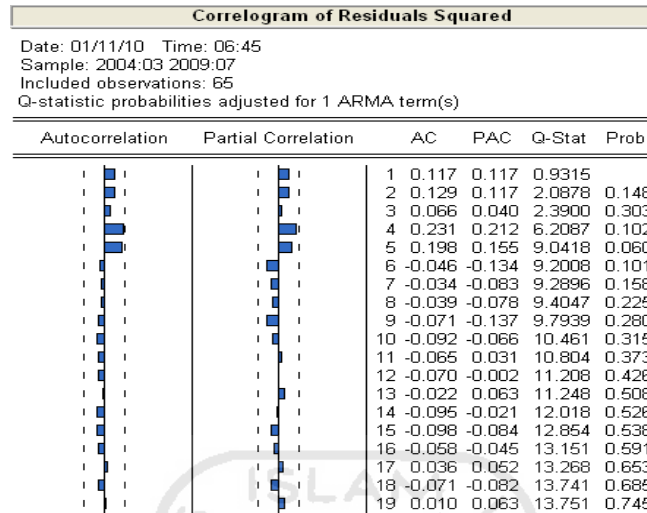 Correlogram of Residuals Squared
Date: 01/11/10 Time: 06:45
Sample: 2004:03 2009:07
Included observations: 65
Q-statistic probabilities adjusted for 1 ARMA term(s)
Autocorrelation Partial Correlation AC PAC Q-Stat Prob
1 0.117 0.117 0.9315
2 0.129 0.117 2.0878 0.148
3 0.066 0.040 2.3900 0.303
4 0.231 0.212 6.2087 0.102
5 0.198 0.155 9.0418 0.060
6 -0.046 -0.134 9.2008 0.101
7 -0.034 -0.083 9.2896 0.158
8 -0.039 -0.078 9.4047 0.225
9 -0.071 -0.137 9.7939 0.280
10 -0.092 -0.066 10.461 0.315
11 -0.065 0.031 10.804 0.373
12 -0.070 -0.002 11.208 0.426
13 -0.022 0.063 11.248 0.508
14 -0.095 -0.021 12.018 0.526
15 -0.098 -0.084 12.854 0.538
16 -0.058 -0.045 13.151 0.591
17 0.036 0.052 13.268 0.653
18 -0.071 -0.082 13.741 0.685
19 0.010 0.063 13.751 0.745
ISLAM